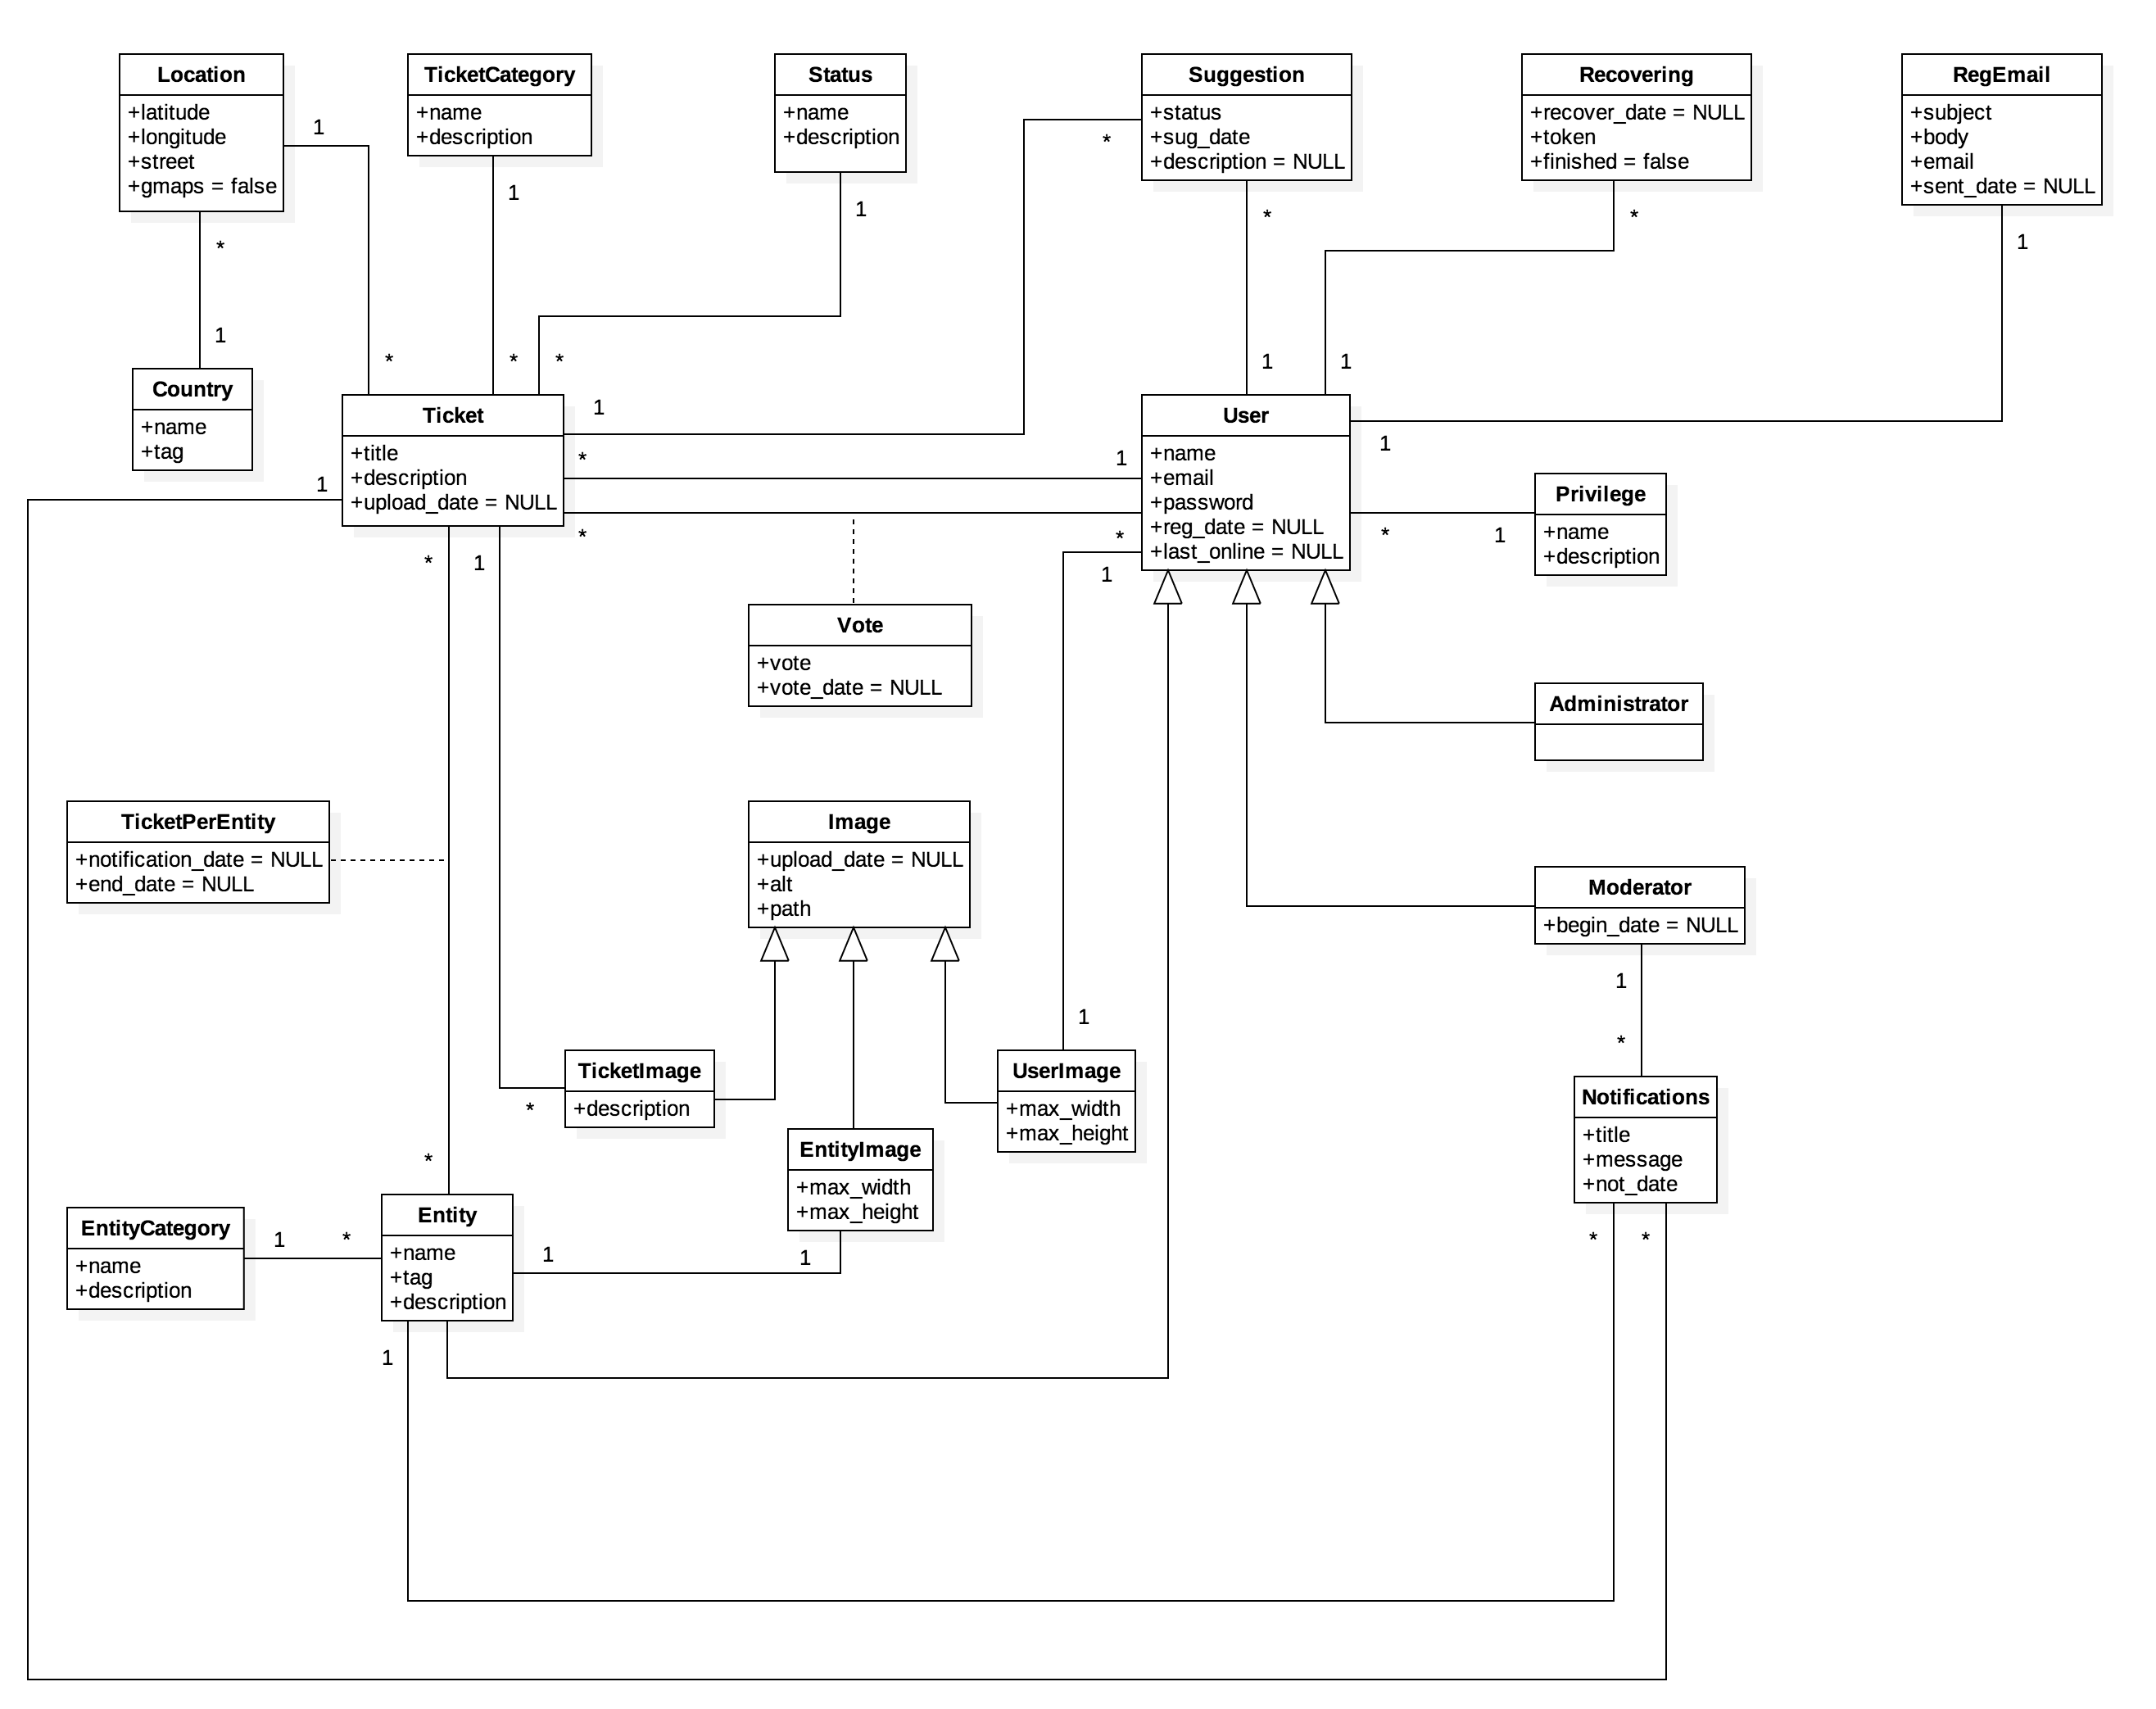 Location
+latitude
+longitude
+street
+gmaps = false
TicketCategory
+name
+description
Status
+name
+description
Suggestion
+status
+sug_date
+description = NULL
Recovering
+recover_date = NULL
+token
+finished = false
RegEmail
+subject
+body
+email
+sent_date = NULL
1
*
1
1
*
*
*
1
1
*
*
*
1
1
Country
+name
+tag
Ticket
+title
+description
+upload_date = NULL
1
*
*
1
*
1
User
+name
+email
+password
+reg_date = NULL
+last_online = NULL
1
*
1
Privilege
+name
+description
1
*
1
1
Vote
+vote
+vote_date = NULL
Administrator
TicketPerEntity
+notification_date = NULL
+end_date = NULL
Image
+upload_date = NULL
+alt
+path
Moderator
+begin_date = NULL
1
*
1
TicketImage
+description
*
UserImage
+max_width
+max_height
EntityImage
+max_width
+max_height
Notifications
+title
+message
+not_date
*
EntityCategory
+name
+description
1
*
Entity
+name
+tag
+description
1
1
*
*
1